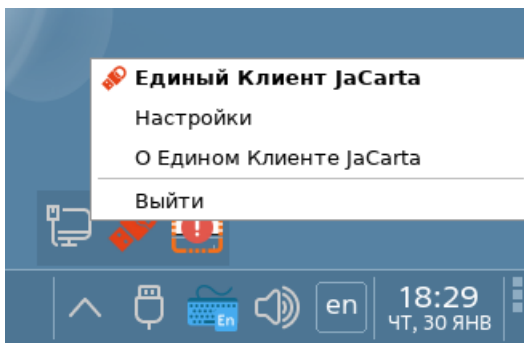 Единый Клиент JaCarta
Настройки
О Едином Клиенте JaCarta
Выйти
En
en
18:29
ЧТ, 30 ЯНВ